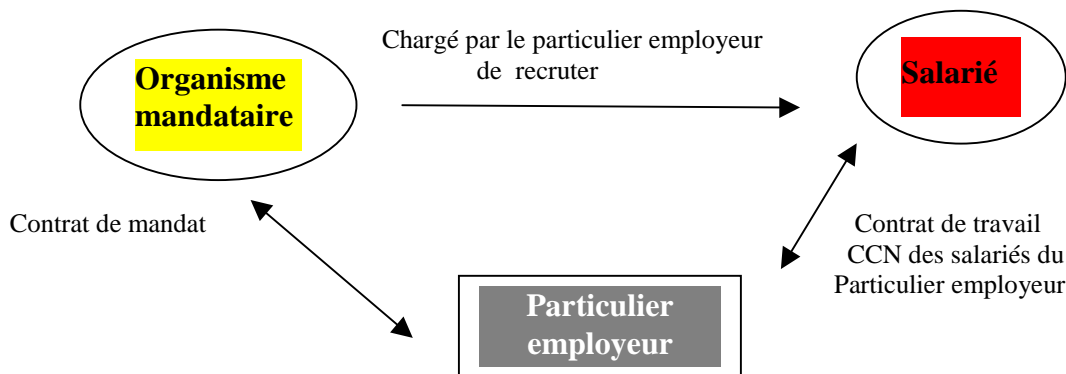 Chargé par le particulier employeur
de recruter
Organisme
mandataire
Salarié
Contrat de mandat
Contrat de travail
CCN des salariés du
Particulier employeur
Particulier
employeur